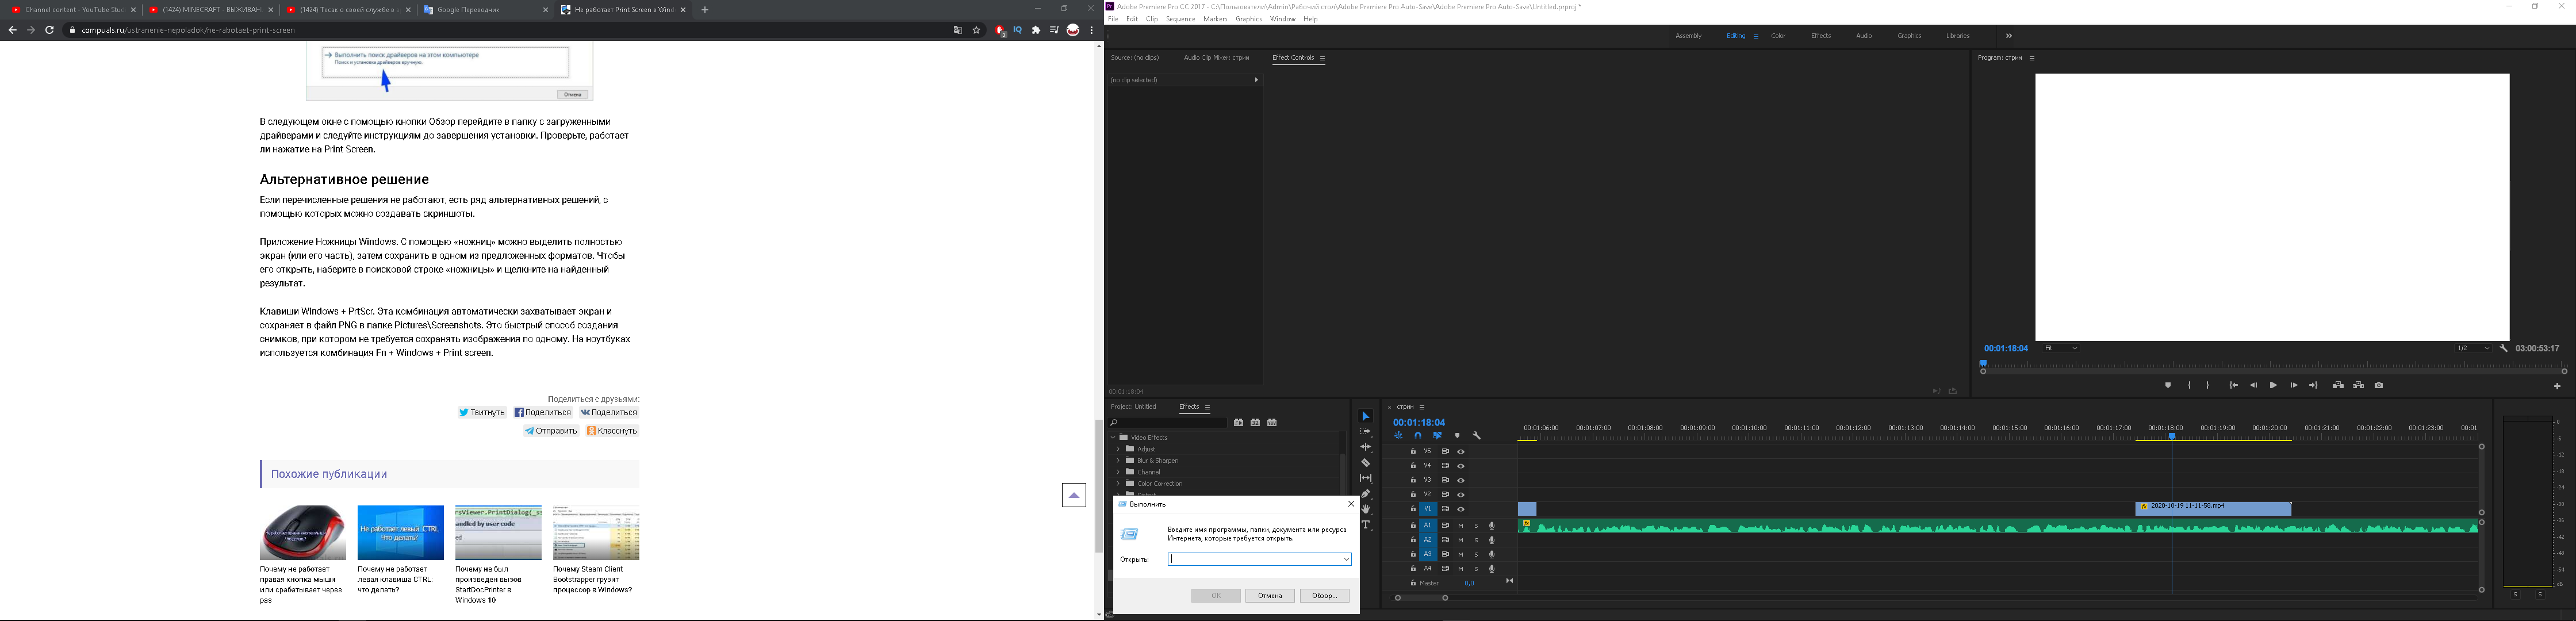 Channel content - YouTube Stud
(1424) MINECRAFT - ВЫЖИВАН
(1424) Тесак о своей службе в а
Google Переводчик
Не работает Print Screen в Wind
compuals.ru/ustranenie-nepoladok/ne-rabotaet-print-screen
Выполнить поиск драйверов на этом компьютере
Поиск и установка драйверов вручную.
Отмена
В следующем окне с помощью кнопки Обзор перейдите в папку с загруженными
драйверами и следуйте инструкциям до завершения установки. Проверьте, работает
ли нажатие на Print Screen.
Альтернативное решение
Если перечисленные решения не работают, есть ряд альтернативных решений, с
помощью которых можно создавать скриншоты.
Приложение Ножницы Windows. С помощью «ножниц» можно выделить полностью
экран (или его часть), затем сохранить в одном из предложенных форматов. Чтобы
его открыть, наберите в поисковой строке «ножницы» и щелкните на найденный
результат.
Клавиши Windows + PrtScr. Эта комбинация автоматически захватывает экран и
сохраняет в файл PNG в папке Pictures\Screenshots. Это быстрый способ создания
снимков, при котором не требуется сохранять изображения по одному. На ноутбуках
используется комбинация Fn + Windows + Print screen.
Поделиться с друзьями:
Твитнуть
Поделиться
Поделиться
Отправить
Класснуть
Похожие публикации
Не работает левый CTRL
Что делать?
rsViewer.PrintDialog(_ss
andled by user code
Почему не работает
правая кнопка мыши
или срабатывает через
раз
Почему не работает
левая клавиша CTRL:
что делать?
Почему не был
произведен вызов
StartDocPrinter в
Windows 10
Почему Steam Client
Bootstrapper грузит
процессор в Windows?
Adobe Premiere Pro CC 2017 - C:\Пользователи\Admin\Рабочий стол\Adobe Premiere Pro Auto-Save\Adobe Premiere Pro Auto-Save\Untitled.prproj *
File Edit Clip Sequence Markers Graphics Window Help
Assembly Editing Color Effects Audio Graphics Libraries
Source: (no clips)
Audio Clip Mixer: стрим
Effect Controls
(no clip selected)
00:01:18:04
Program: стрим
00:01:18:04
Fit
1/2
03:00:53:17
Project: Untitled
Effects
Video Effects
Adjust
Blur & Sharpen
Channel
Color Correction
Выполнить
Введите имя программы, папки, документа или ресурса
Интернета, которые требуется открыть.
Открыть:
ОК
Отмена
Обзор...
стрим
00:01:18:04
00:01:06:00 00:01:07:00 00:01:08:00 00:01:09:00 00:01:10:00 00:01:11:00 00:01:12:00 00:01:13:00 00:01:14:00 00:01:15:00 00:01:16:00 00:01:17:00 00:01:18:00 00:01:19:00 00:01:20:00 00:01:21:00 00:01:22:00 00:01:23:00 00:01
V5
V4
V3
V2
V1
2020-10-19 11-11-58.mp4
A1 M S
A2 M S
A3 M S
A4 M S
Master 0,0
0
-6
-12
-18
-24
-30
-36
-42
-48
-54
dB
S S